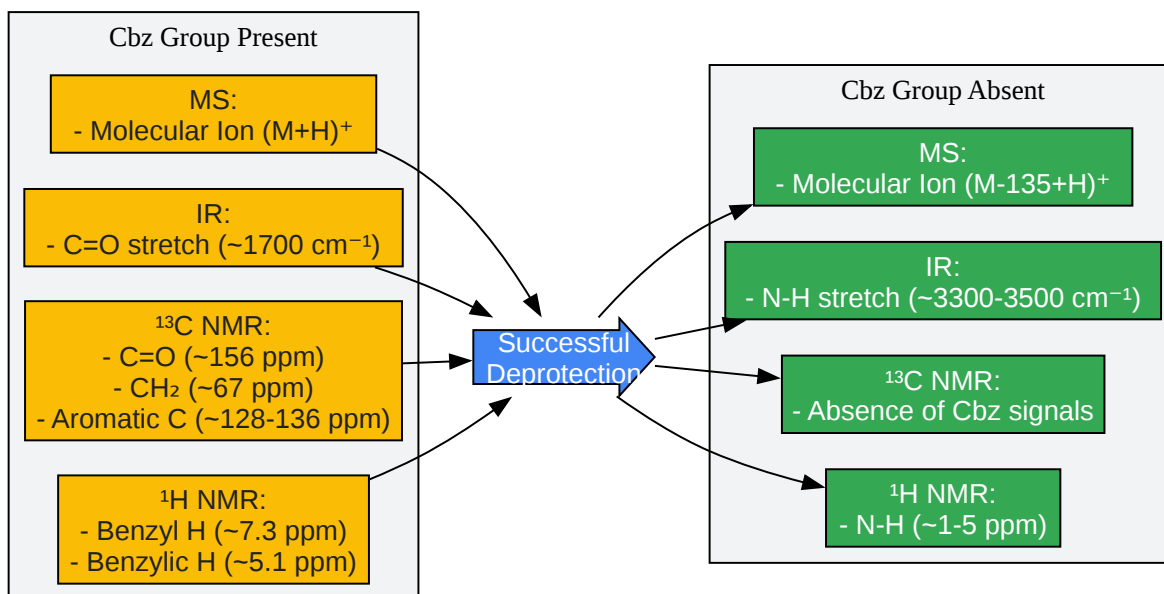 Cbz Group Present
MS:
- Molecular Ion (M+H)⁺
IR:
- C=O stretch (~1700 cm⁻¹)
¹³C NMR:
- C=O (~156 ppm)
- CH₂ (~67 ppm)
- Aromatic C (~128-136 ppm)
¹H NMR:
- Benzyl H (~7.3 ppm)
- Benzylic H (~5.1 ppm)
Successful
Deprotection
Cbz Group Absent
MS:
- Molecular Ion (M-135+H)⁺
IR:
- N-H stretch (~3300-3500 cm⁻¹)
¹³C NMR:
- Absence of Cbz signals
¹H NMR:
- N-H (~1-5 ppm)